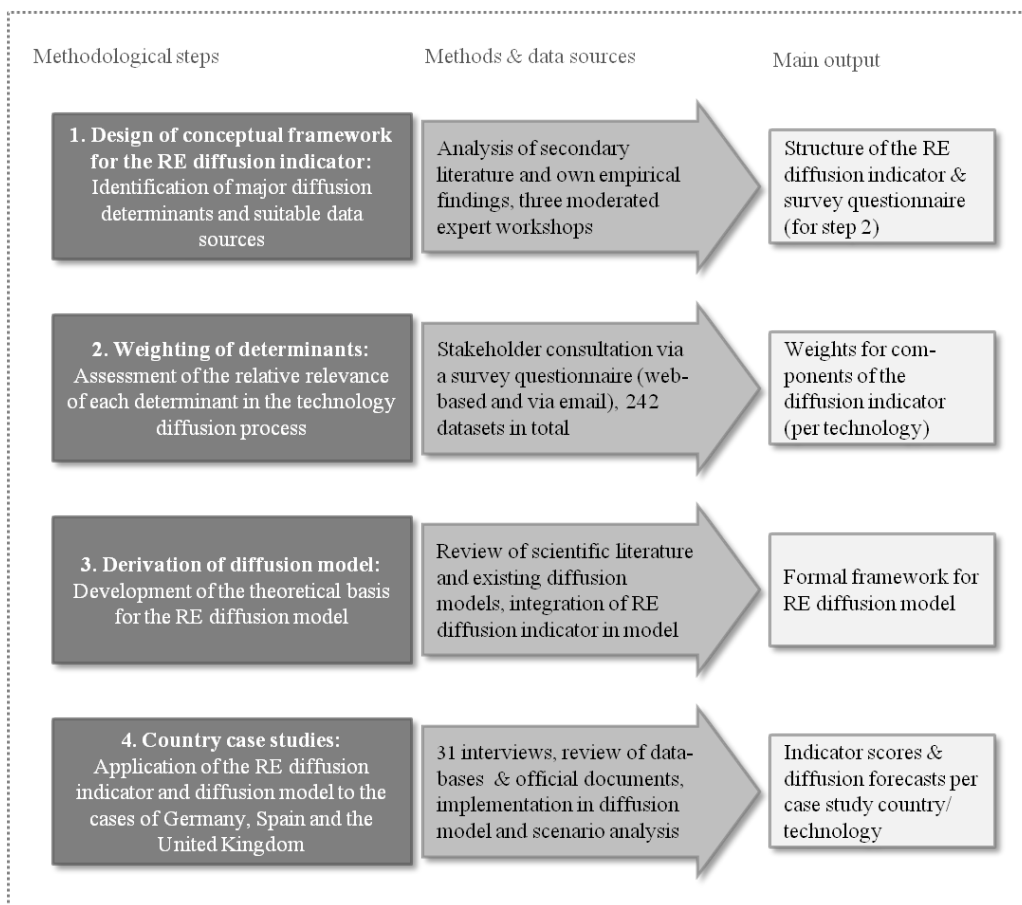 Methodological steps
Methods & data sources
Main output
1. Design of conceptual framework
for the RE diffusion indicator:
Identification of major diffusion
determinants and suitable data
sources
Analysis of secondary
literature and own empirical
findings, three moderated
expert workshops
Structure of the RE
diffusion indicator &
survey questionnaire
(for step 2)
2. Weighting of determinants:
Assessment of the relative relevance
of each determinant in the technology
diffusion process
Stakeholder consultation via
a survey questionnaire (web-
based and via email), 242
datasets in total
Weights for com-
ponents of the
diffusion indicator
(per technology)
3. Derivation of diffusion model:
Development of the theoretical basis
for the RE diffusion model
Review of scientific literature
and existing diffusion
models, integration of RE
diffusion indicator in model
Formal framework for
RE diffusion model
4. Country case studies:
Application of the RE diffusion
indicator and diffusion model to the
cases of Germany, Spain and the
United Kingdom
31 interviews, review of data-
bases & official documents,
implementation in diffusion
model and scenario analysis
Indicator scores &
diffusion forecasts per
case study country/
technology